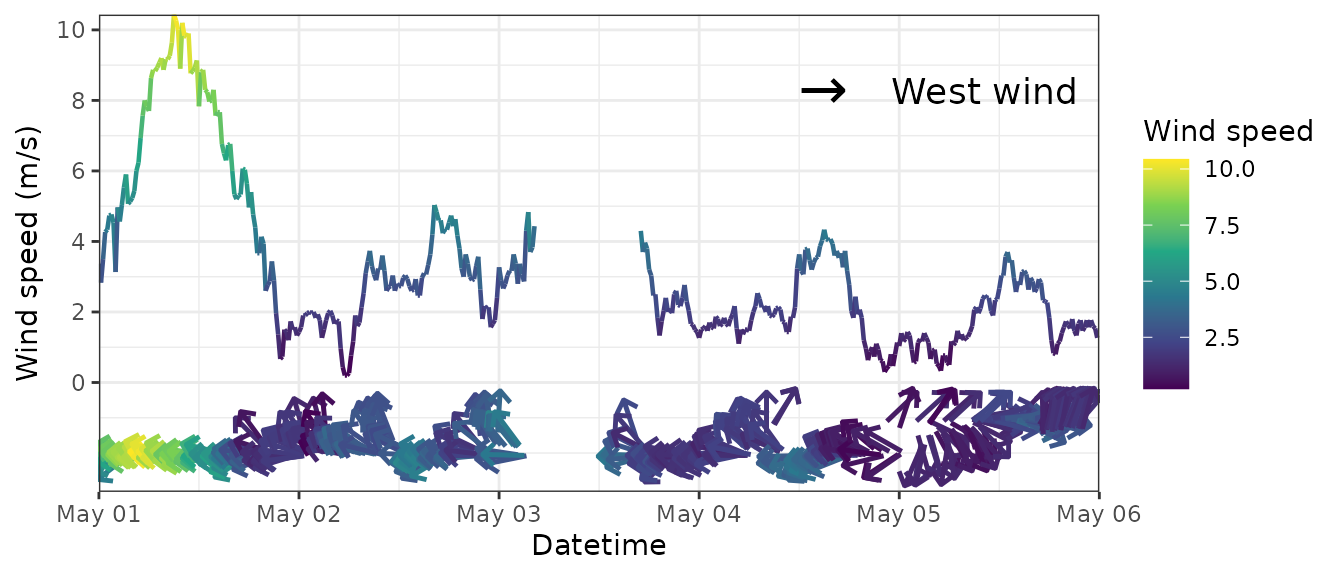 10
8
6
4
2
0
Wind speed (m/s)
West wind
May 01
May 02
May 03
May 04
May 05
May 06
Datetime
Wind speed
10.0
7.5
5.0
2.5